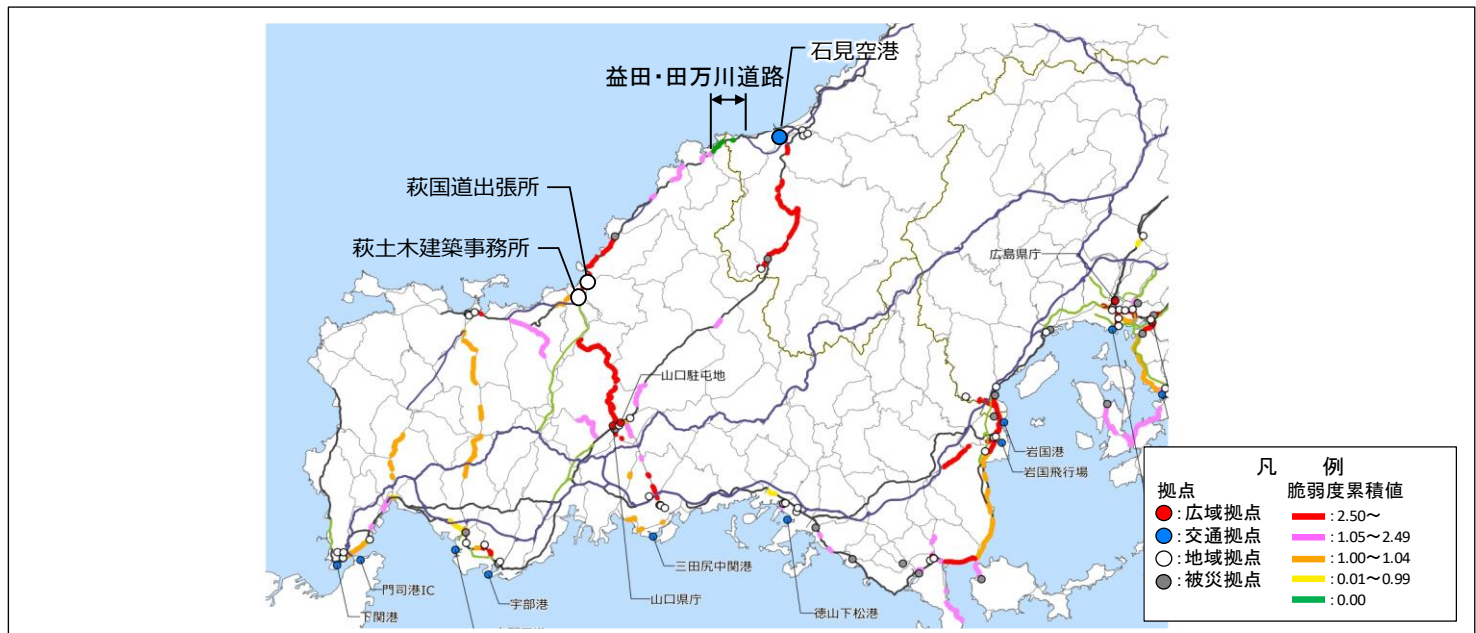 石見空港
益田・田万川道路
萩国道出張所
萩土木建築事務所
広島県庁
山口駐屯地
岩国港
岩国飛行場
三田尻中関港
門司港IC
宇部港
山口県庁
徳山下松港
下関港
凡 例
拠点 脆弱度累積値
:広域拠点 :2.50～
:交通拠点 :1.05～2.49
:地域拠点 :1.00～1.04
:被災拠点 :0.01～0.99
:0.00